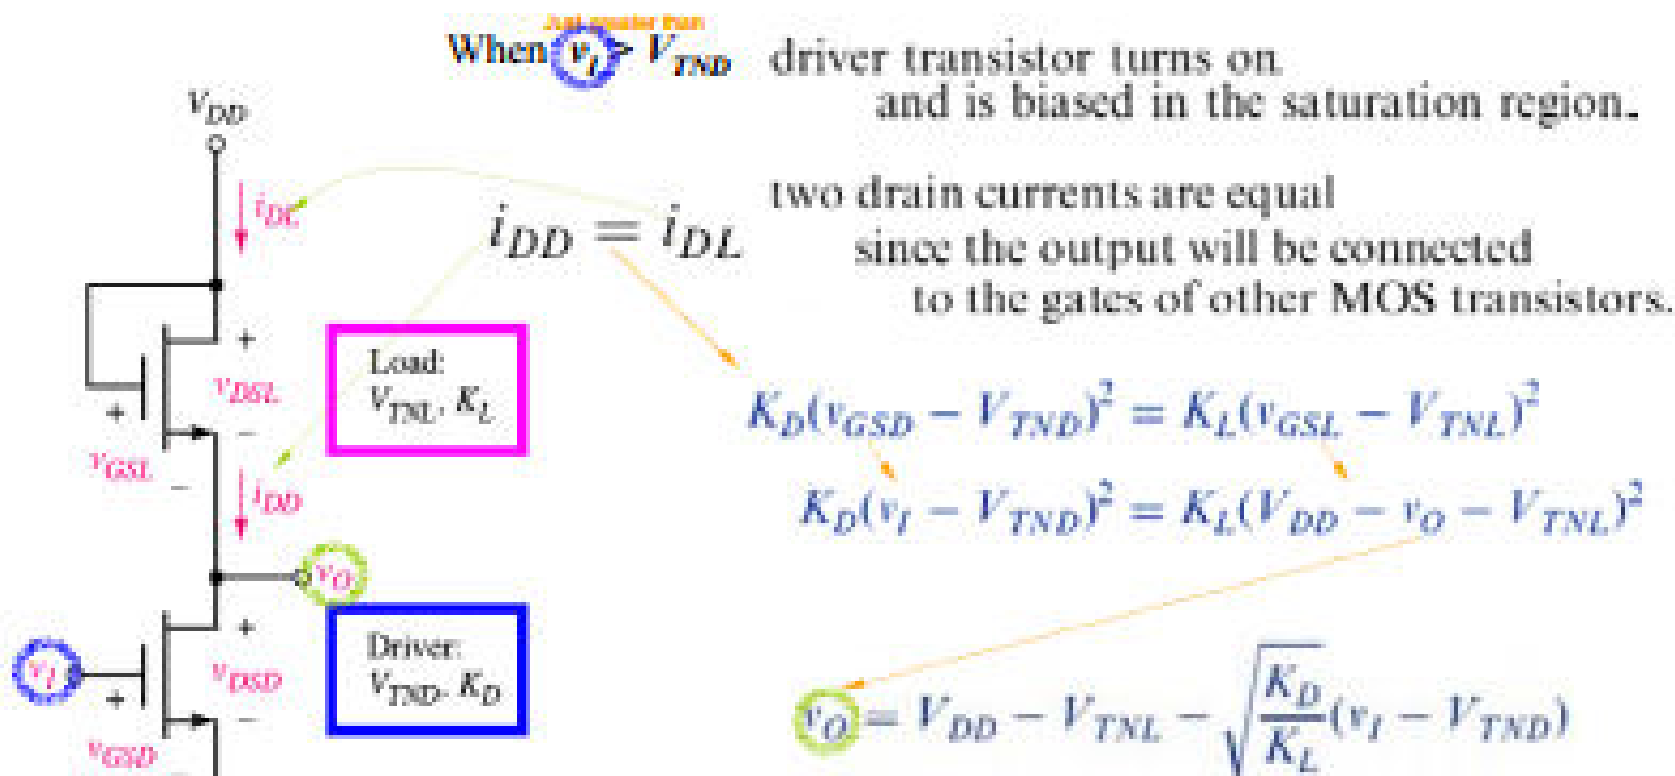 Just greater than
When v_I > V_TND driver transistor turns on
and is biased in the saturation region.
V_DD
i_DL
i_DD = i_DL
two drain currents are equal
since the output will be connected
to the gates of other MOS transistors.
+
v_DSL
+
−
v_GSL
−
Load:
V_TNL, K_L
i_DD
K_D(v_GSD − V_TND)² = K_L(v_GSL − V_TNL)²
K_D(v_I − V_TND)² = K_L(V_DD − v_O − V_TNL)²
v_O
v_I
+
+
v_DSD
−
v_GSD
−
Driver:
V_TND, K_D
v_O = V_DD − V_TNL − √(K_D/K_L)(v_I − V_TND)